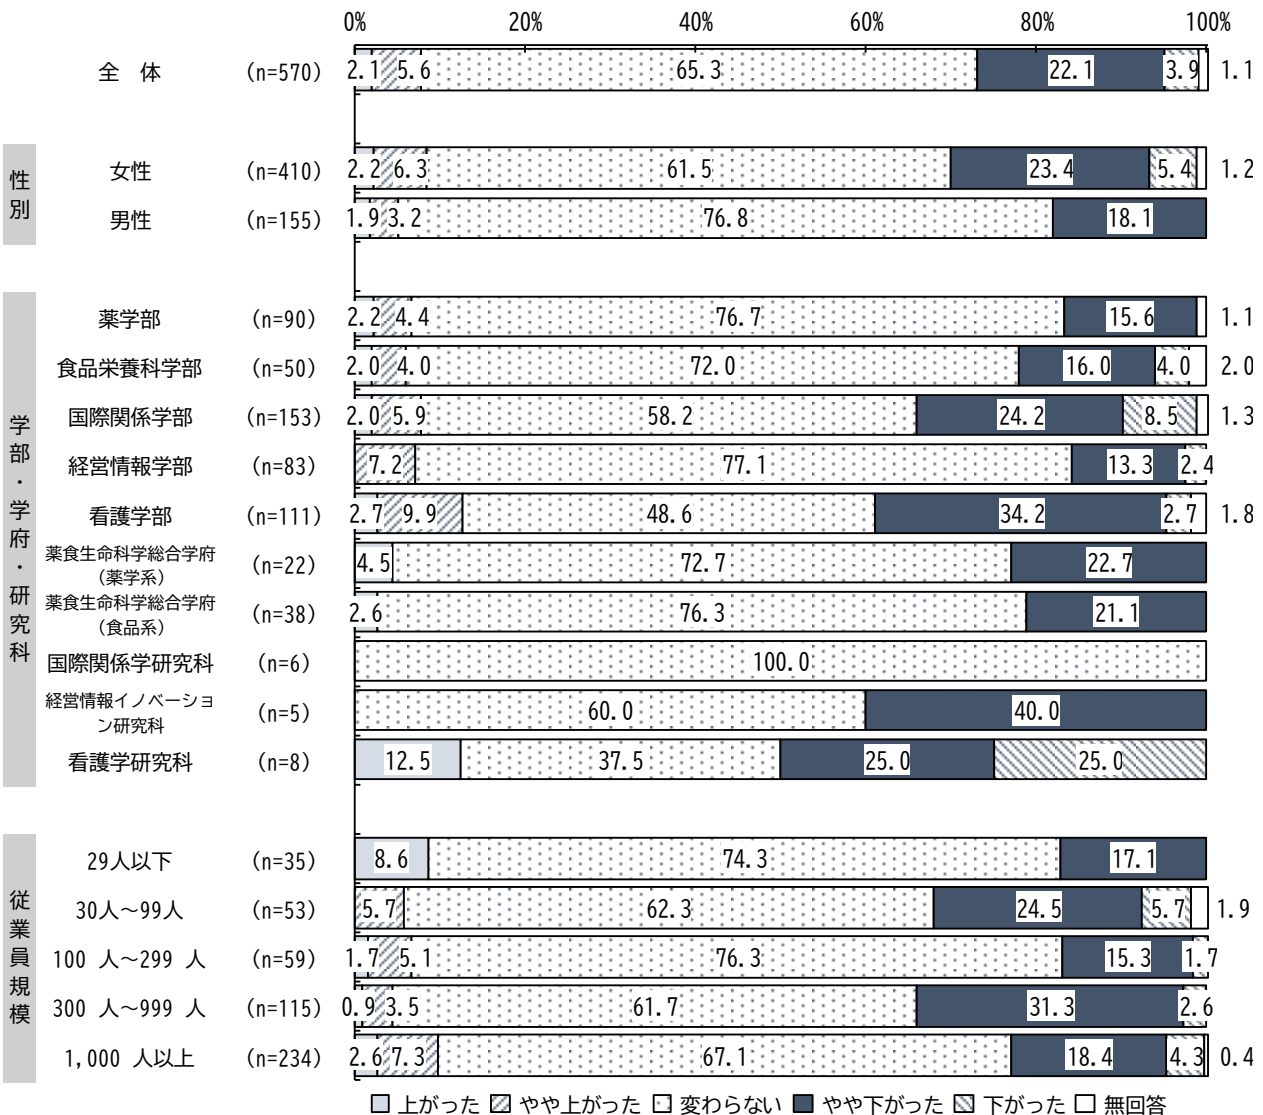 0% 20% 40% 60% 80% 100%
全 体 (n=570) 2.1 5.6 65.3 22.1 3.9 1.1
性別
女性 (n=410) 2.2 6.3 61.5 23.4 5.4 1.2
男性 (n=155) 1.9 3.2 76.8 18.1
学部・学府・研究科
薬学部 (n=90) 2.2 4.4 76.7 15.6 1.1
食品栄養科学部 (n=50) 2.0 4.0 72.0 16.0 4.0 2.0
国際関係学部 (n=153) 2.0 5.9 58.2 24.2 8.5 1.3
経営情報学部 (n=83) 7.2 77.1 13.3 2.4
看護学部 (n=111) 2.7 9.9 48.6 34.2 2.7 1.8
薬食生命科学総合学府
(薬学系) (n=22) 4.5 72.7 22.7
薬食生命科学総合学府
(食品系) (n=38) 2.6 76.3 21.1
国際関係学研究科 (n=6) 100.0
経営情報イノベーショ
ン研究科 (n=5) 60.0 40.0
看護学研究科 (n=8) 12.5 37.5 25.0 25.0
従業員規模
29人以下 (n=35) 8.6 74.3 17.1
30人～99人 (n=53) 5.7 62.3 24.5 5.7 1.9
100 人～299 人 (n=59) 1.7 5.1 76.3 15.3 1.7
300 人～999 人 (n=115) 0.9 3.5 61.7 31.3 2.6
1,000 人以上 (n=234) 2.6 7.3 67.1 18.4 4.3 0.4
上がった やや上がった 変わらない やや下がった 下がった 無回答